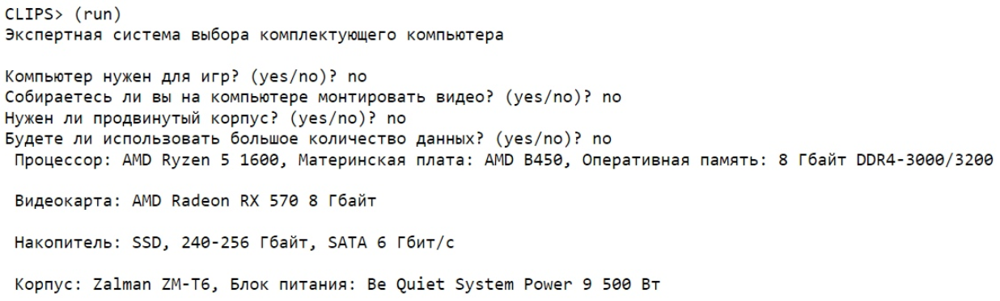 CLIPS> (run)
Экспертная система выбора комплектующего компьютера
Компьютер нужен для игр? (yes/no)? no
Собираетесь ли вы на компьютере монтировать видео? (yes/no)? no
Нужен ли продвинутый корпус? (yes/no)? no
Будете ли использовать большое количество данных? (yes/no)? no
Процессор: AMD Ryzen 5 1600, Материнская плата: AMD B450, Оперативная память: 8 Гбайт DDR4-3000/3200
Видеокарта: AMD Radeon RX 570 8 Гбайт
Накопитель: SSD, 240-256 Гбайт, SATA 6 Гбит/с
Корпус: Zalman ZM-T6, Блок питания: Be Quiet System Power 9 500 Вт